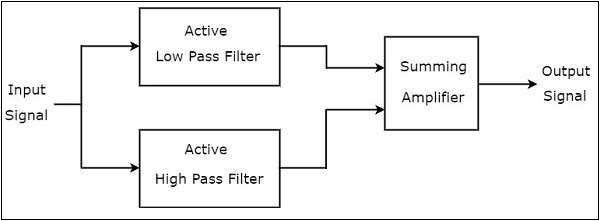 Active
Low Pass Filter
Input
Signal
Active
High Pass Filter
Summing
Amplifier
Output
Signal